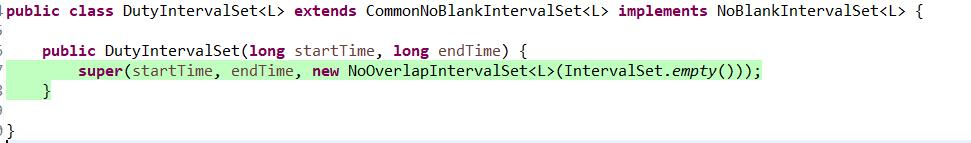 public class DutyIntervalSet<L> extends CommonNoBlankIntervalSet<L> implements NoBlankIntervalSet<L> {
    public DutyIntervalSet(long startTime, long endTime) {
        super(startTime, endTime, new NoOverlapIntervalSet<L>(IntervalSet.empty()));
    }
}